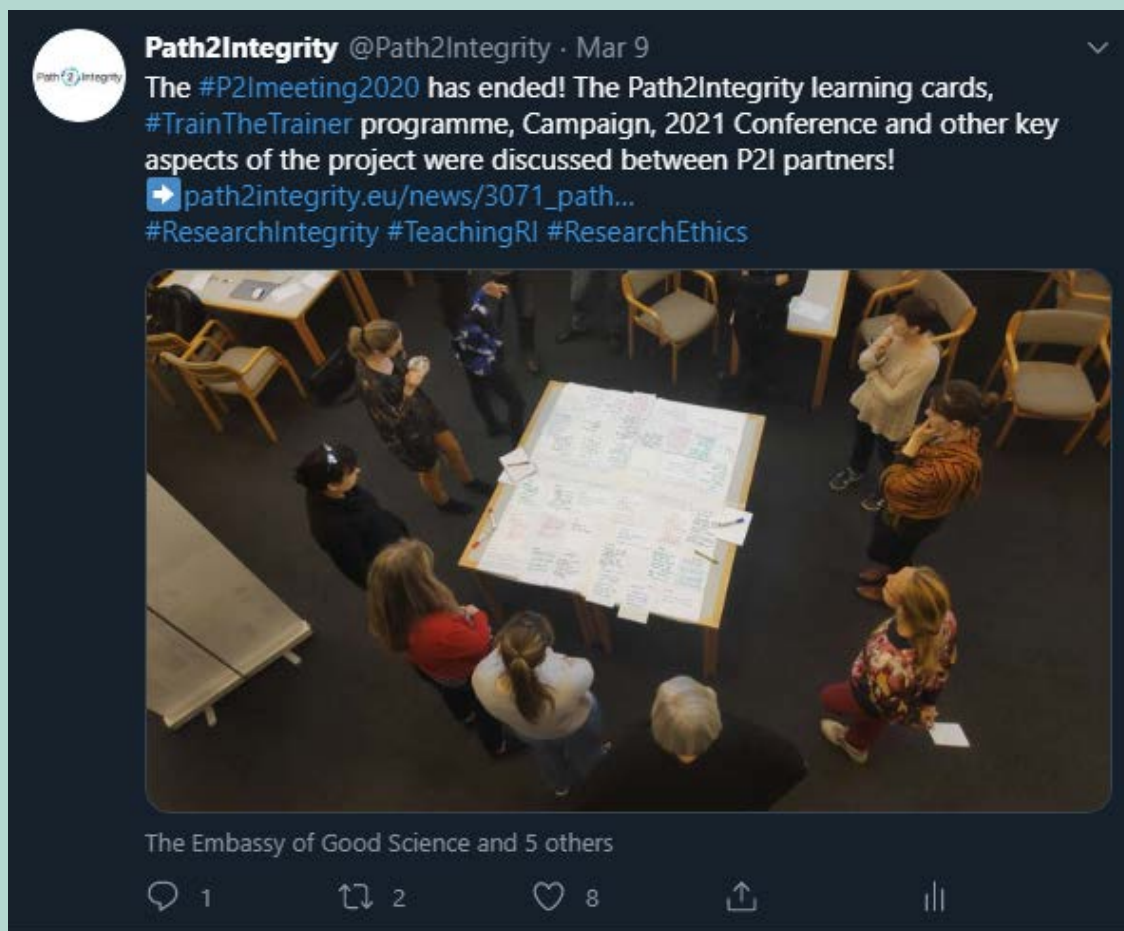 Path2Integrity @Path2Integrity · Mar 9
Path2Integrity
The #P2Imeeting2020 has ended! The Path2Integrity learning cards,
#TrainTheTrainer programme, Campaign, 2021 Conference and other key
aspects of the project were discussed between P2I partners!
path2integrity.eu/news/3071_path...
#ResearchIntegrity #TeachingRI #ResearchEthics
The Embassy of Good Science and 5 others
1 2 8